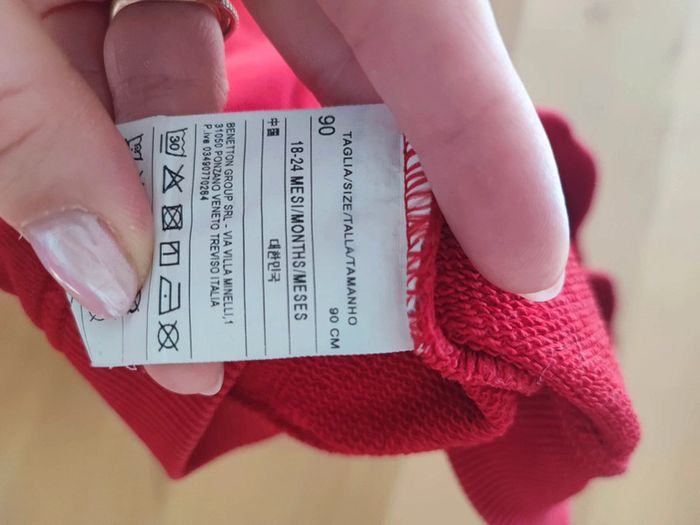 TAGLIA/SIZE/TALLA/TAMANHO
90 90 CM
18-24 MESI/MONTHS/MESES
中国 대한민국
BENETTON GROUP SRL - VIA VILLA MINELLI,1
31050 PONZANO VENETO TREVISO ITALIA
P.iva 03490770264
30